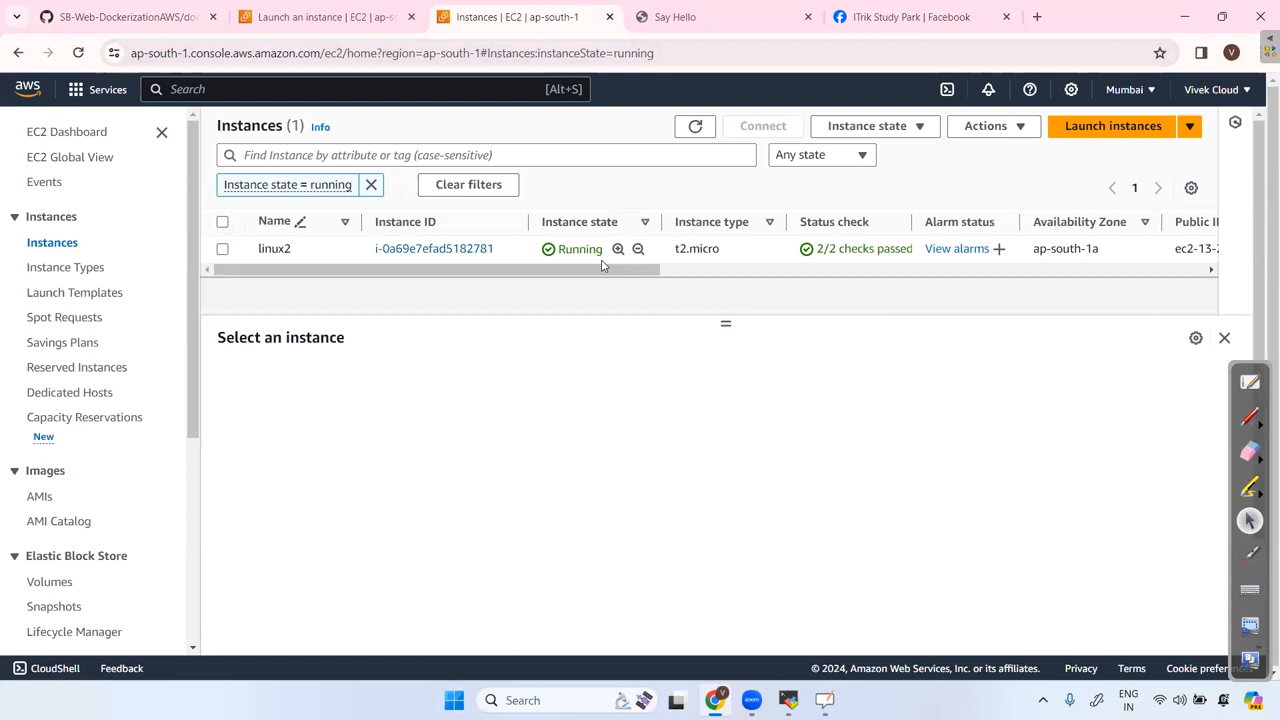 SB-Web-DockerizationAWS/do
Launch an instance | EC2 | ap-s
Instances | EC2 | ap-south-1
Say Hello
ITrik Study Park | Facebook
ap-south-1.console.aws.amazon.com/ec2/home?region=ap-south-1#Instances:instanceState=running
V
aws
Services
Search
[Alt+S]
Mumbai
Vivek Cloud
EC2 Dashboard
EC2 Global View
Events
Instances
Instances
Instance Types
Launch Templates
Spot Requests
Savings Plans
Reserved Instances
Dedicated Hosts
Capacity Reservations
New
Images
AMIs
AMI Catalog
Elastic Block Store
Volumes
Snapshots
Lifecycle Manager
Instances (1) Info
Connect
Instance state
Actions
Launch instances
Find Instance by attribute or tag (case-sensitive)
Any state
Instance state = running
Clear filters
1
Name
Instance ID
Instance state
Instance type
Status check
Alarm status
Availability Zone
Public I
linux2
i-0a69e7efad5182781
Running
t2.micro
2/2 checks passed
View alarms
ap-south-1a
ec2-13-2
Select an instance
CloudShell
Feedback
© 2024, Amazon Web Services, Inc. or its affiliates.
Privacy
Terms
Cookie prefer
Search
ENG
IN